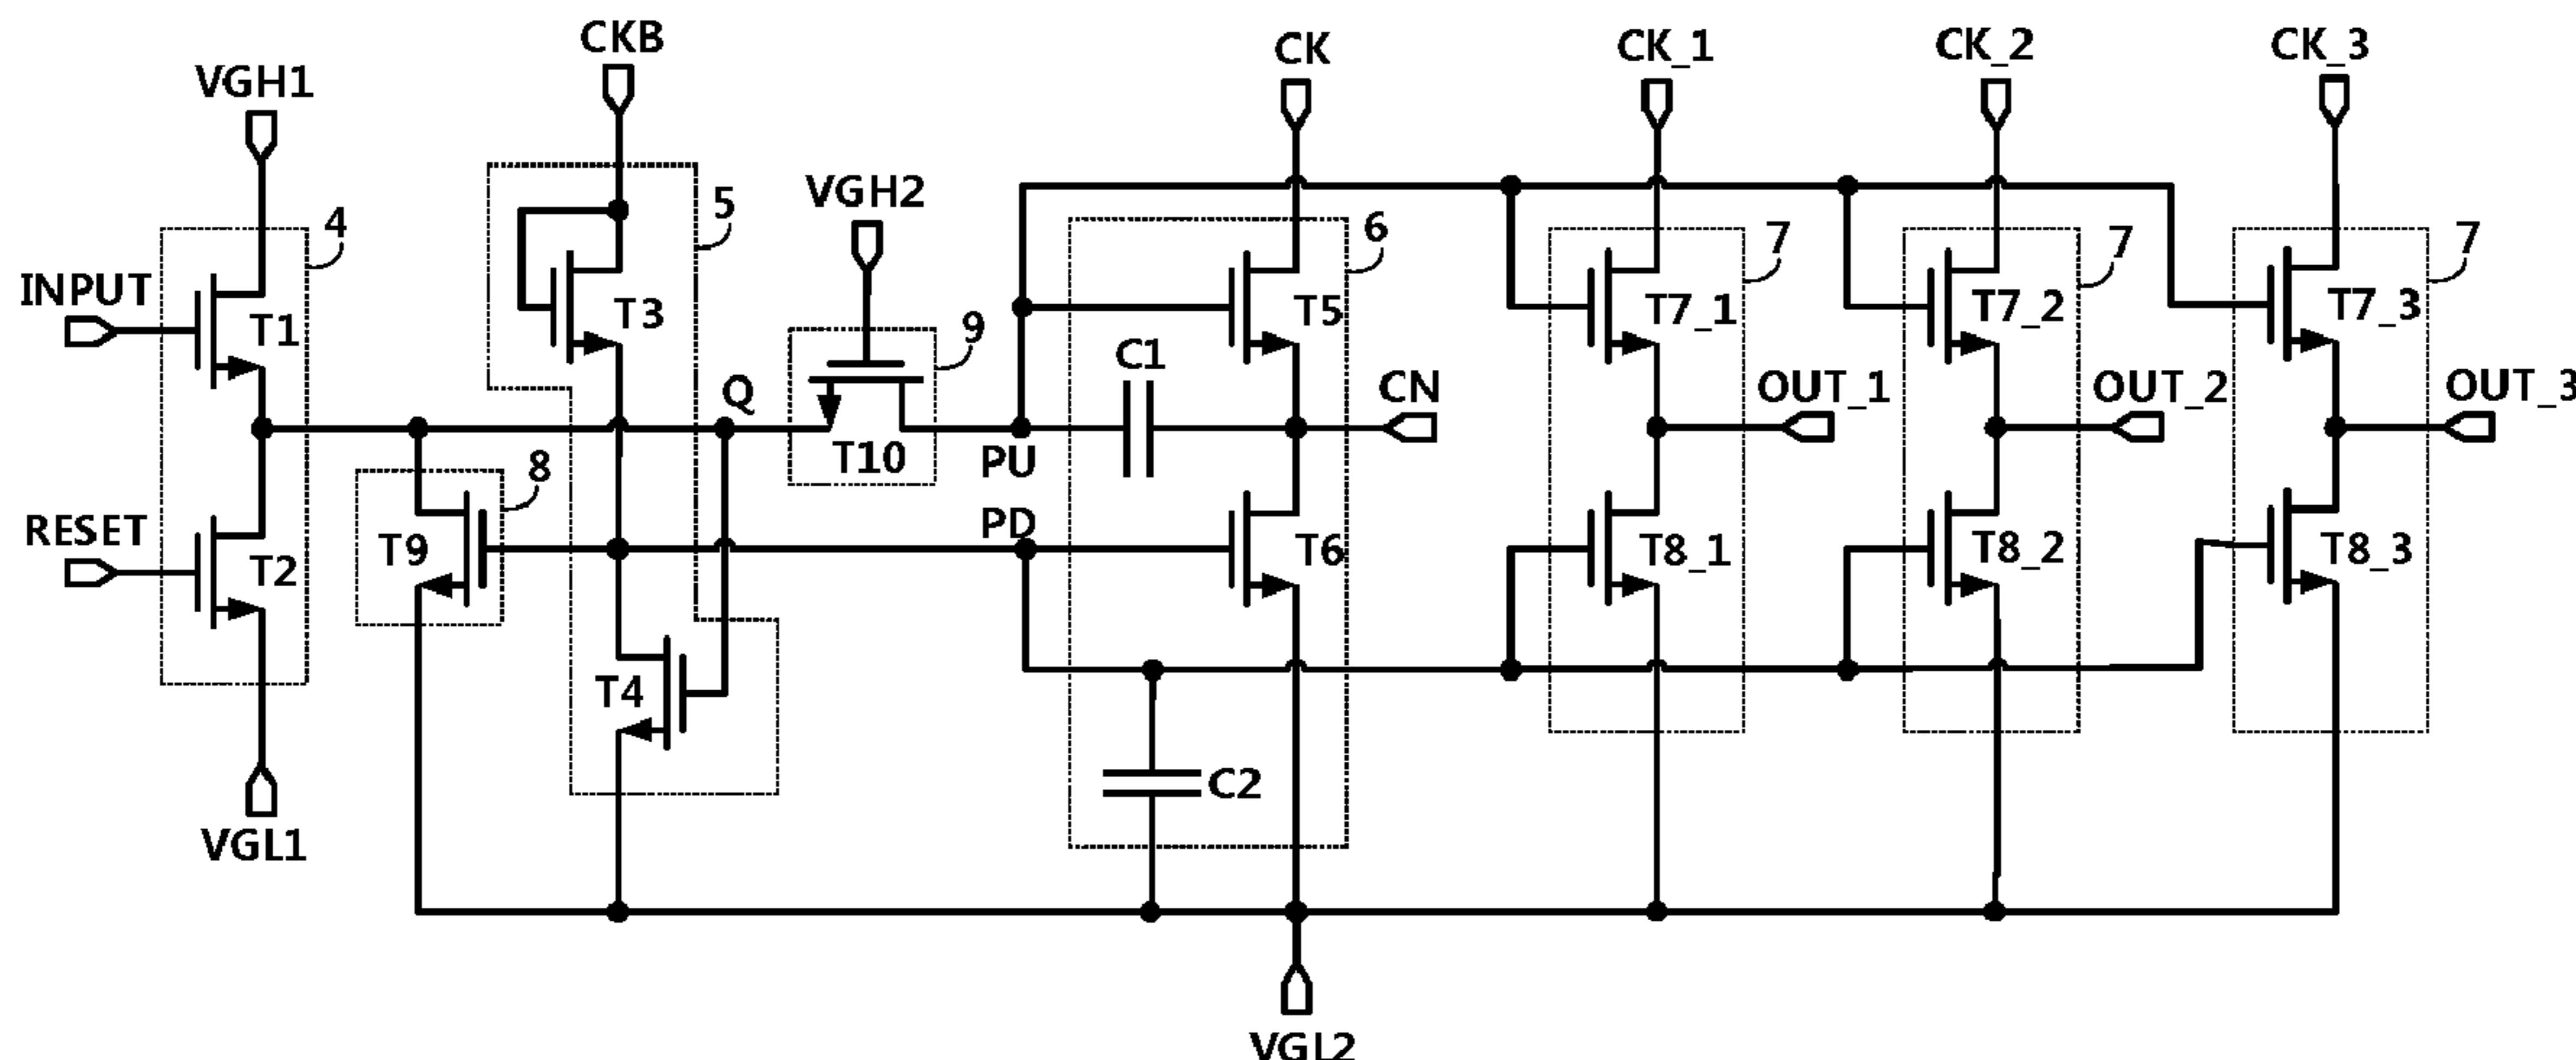 CKB
CK
CK_1
CK_2
CK_3
VGH1
VGH2
4
5
6
7
7
7
INPUT
T1
T3
T5
T7_1
T7_2
T7_3
9
C1
Q
CN
OUT_1
OUT_2
OUT_3
T10
PU
8
RESET
T2
T9
PD
T6
T8_1
T8_2
T8_3
T4
C2
VGL1
VGL2